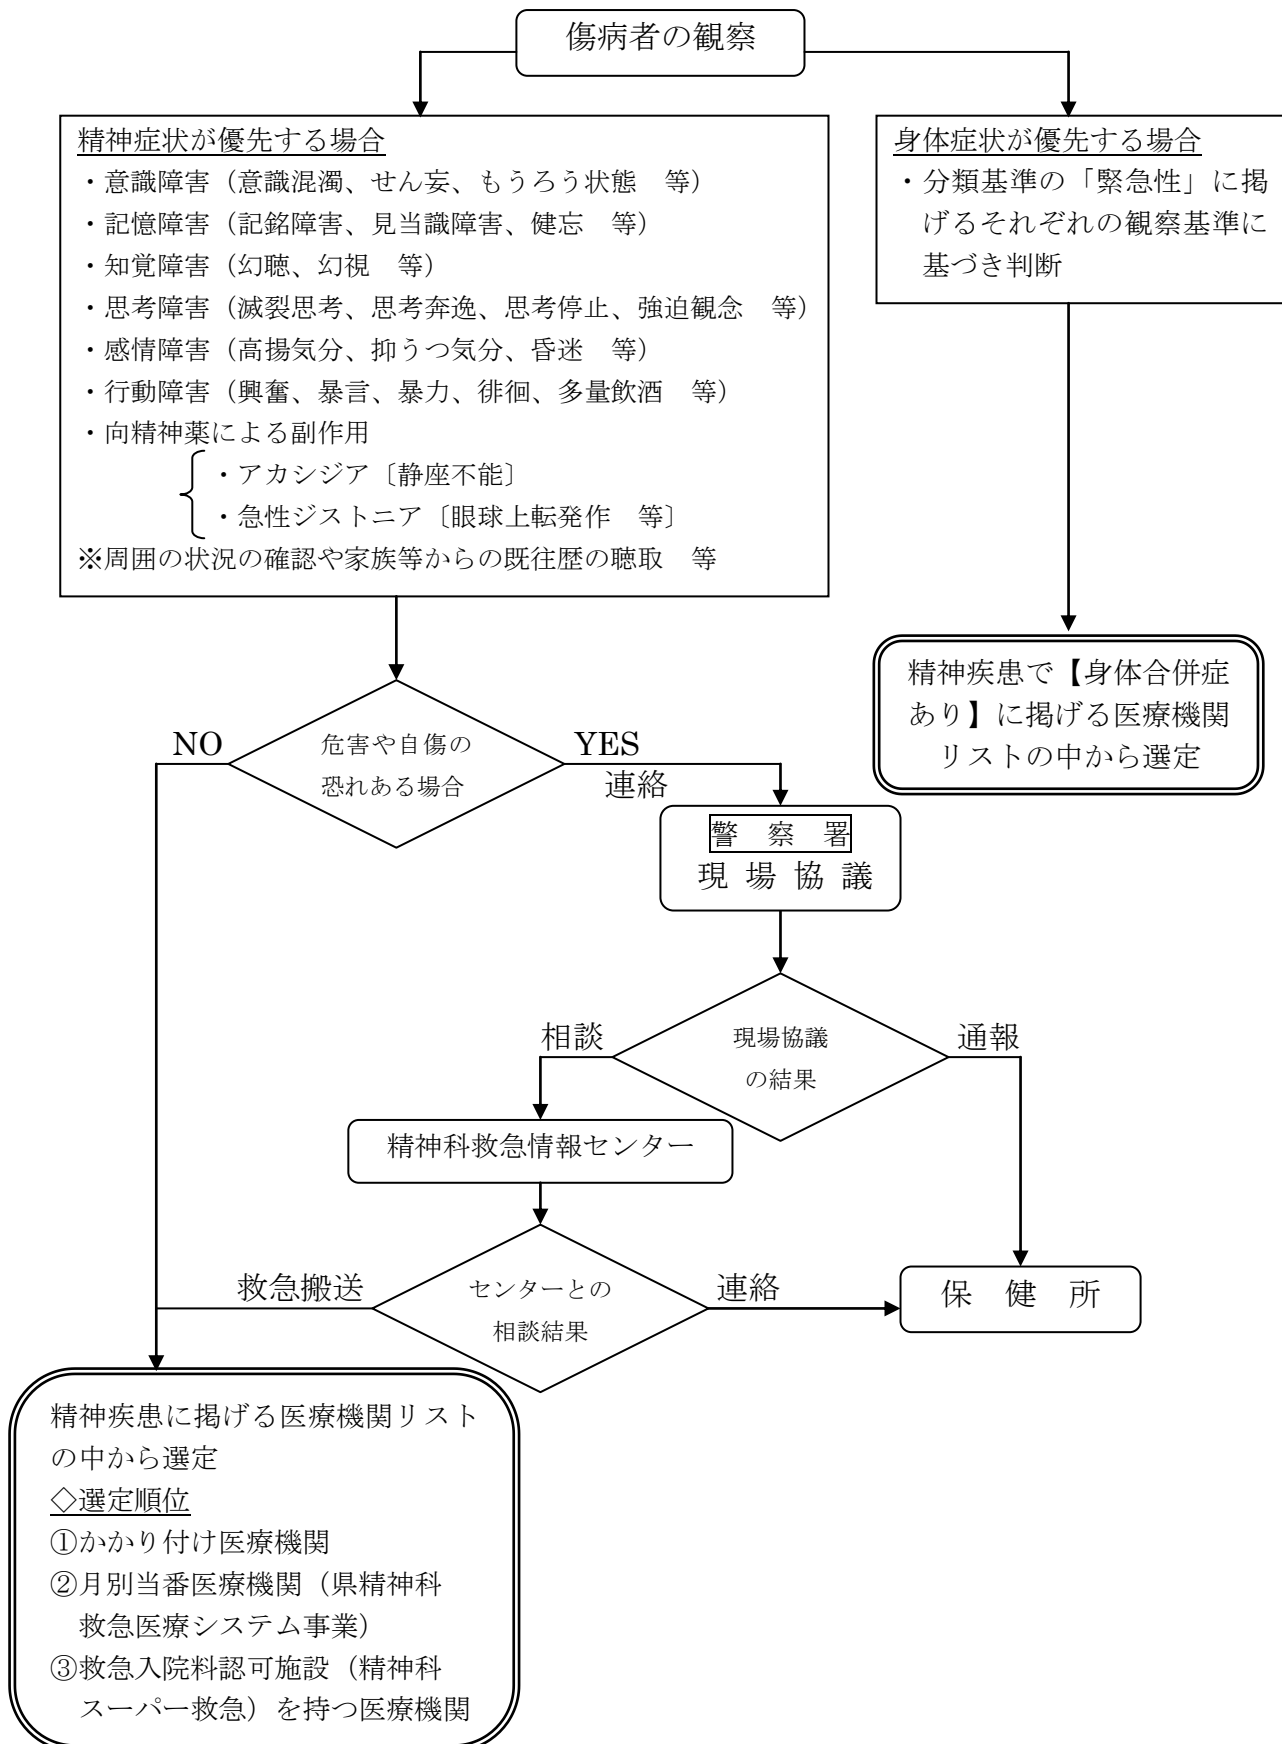 傷病者の観察
精神症状が優先する場合
・意識障害（意識混濁、せん妄、もうろう状態　等）
・記憶障害（記銘障害、見当識障害、健忘　等）
・知覚障害（幻聴、幻視　等）
・思考障害（滅裂思考、思考奔逸、思考停止、強迫観念　等）
・感情障害（高揚気分、抑うつ気分、昏迷　等）
・行動障害（興奮、暴言、暴力、徘徊、多量飲酒　等）
・向精神薬による副作用
・アカシジア〔静座不能〕
・急性ジストニア〔眼球上転発作　等〕
※周囲の状況の確認や家族等からの既往歴の聴取　等
身体症状が優先する場合
・分類基準の「緊急性」に掲
げるそれぞれの観察基準に
基づき判断
精神疾患で【身体合併症
あり】に掲げる医療機関
リストの中から選定
NO
危害や自傷の
恐れある場合
YES
連絡
警　察　署
現 場 協 議
相談
現場協議
の結果
通報
精神科救急情報センター
救急搬送
センターとの
相談結果
連絡
保　健　所
精神疾患に掲げる医療機関リスト
の中から選定
◇選定順位
①かかり付け医療機関
②月別当番医療機関（県精神科
救急医療システム事業）
③救急入院料認可施設（精神科
スーパー救急）を持つ医療機関